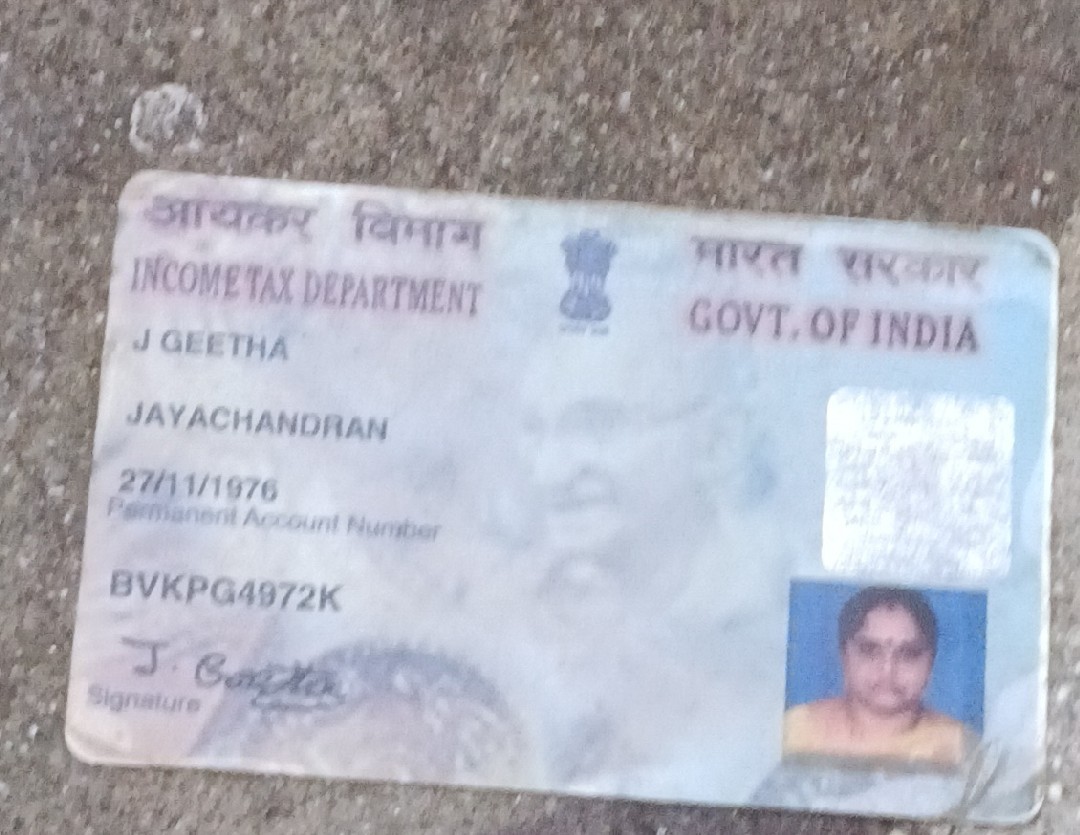 आयकर विभाग
INCOME TAX DEPARTMENT
भारत सरकार
GOVT. OF INDIA
J GEETHA
JAYACHANDRAN
27/11/1976
Permanent Account Number
BVKPG4972K
J. Geetha
Signature